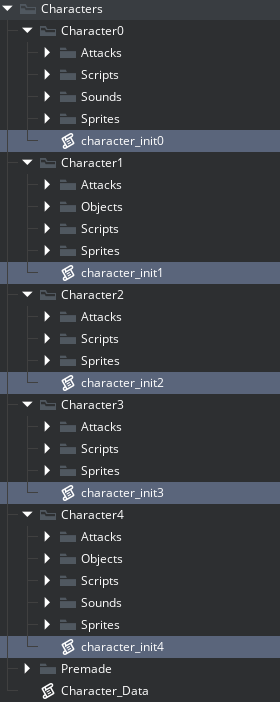 Characters
Character0
Attacks
Scripts
Sounds
Sprites
character_init0
Character1
Attacks
Objects
Scripts
Sprites
character_init1
Character2
Attacks
Scripts
Sprites
character_init2
Character3
Attacks
Scripts
Sprites
character_init3
Character4
Attacks
Objects
Scripts
Sounds
Sprites
character_init4
Premade
Character_Data